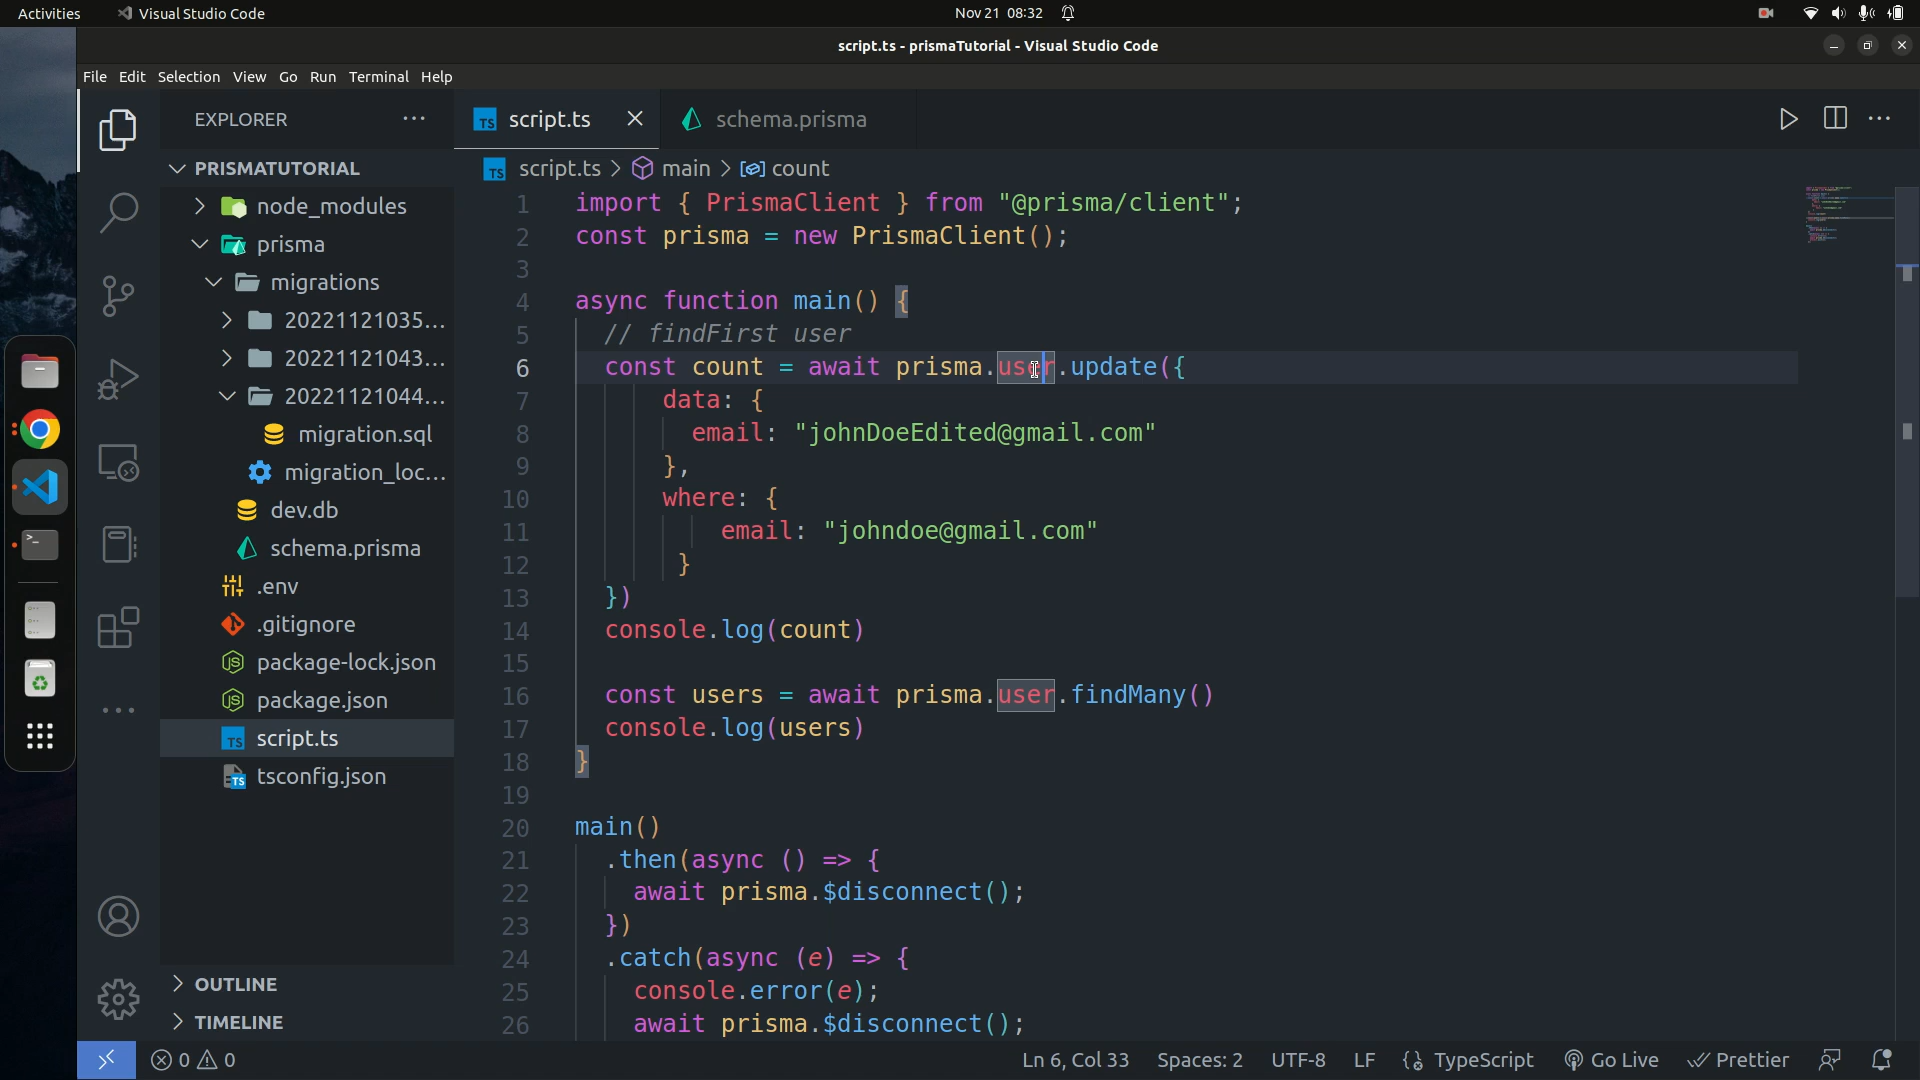 Activities
Visual Studio Code
Nov 21 08:32
script.ts - prismaTutorial - Visual Studio Code
File Edit Selection View Go Run Terminal Help
EXPLORER
PRISMATUTORIAL
node_modules
prisma
migrations
20221121035...
20221121043...
20221121044...
migration.sql
migration_loc...
dev.db
schema.prisma
.env
.gitignore
package-lock.json
package.json
script.ts
tsconfig.json
OUTLINE
TIMELINE
script.ts
schema.prisma
script.ts > main > count
1 import { PrismaClient } from "@prisma/client";
2 const prisma = new PrismaClient();
3
4 async function main() {
5 // findFirst user
6 const count = await prisma.user.update({
7 data: {
8 email: "johnDoeEdited@gmail.com"
9 },
10 where: {
11 email: "johndoe@gmail.com"
12 }
13 })
14 console.log(count)
15
16 const users = await prisma.user.findMany()
17 console.log(users)
18 }
19
20 main()
21 .then(async () => {
22 await prisma.$disconnect();
23 })
24 .catch(async (e) => {
25 console.error(e);
26 await prisma.$disconnect();
0 0
Ln 6, Col 33
Spaces: 2
UTF-8
LF
TypeScript
Go Live
Prettier